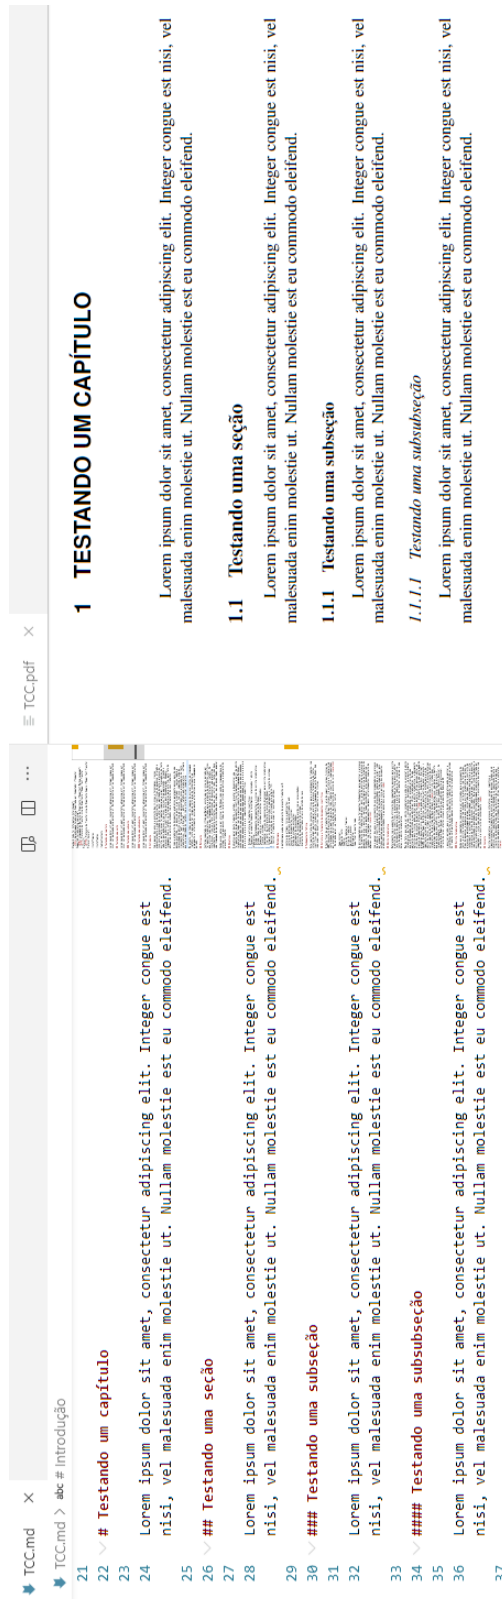 TCC.md ×
TCC.md > abc # Introdução
21
22 # Testando um capítulo
23
24 Lorem ipsum dolor sit amet, consectetur adipiscing elit. Integer congue est
nisi, vel malesuada enim molestie ut. Nullam molestie est eu commodo eleifend.
25
26 ## Testando uma seção
27
28 Lorem ipsum dolor sit amet, consectetur adipiscing elit. Integer congue est
nisi, vel malesuada enim molestie ut. Nullam molestie est eu commodo eleifend.
29
30 ### Testando uma subseção
31
32 Lorem ipsum dolor sit amet, consectetur adipiscing elit. Integer congue est
nisi, vel malesuada enim molestie ut. Nullam molestie est eu commodo eleifend.
33
34 #### Testando uma subsubseção
35
36 Lorem ipsum dolor sit amet, consectetur adipiscing elit. Integer congue est
nisi, vel malesuada enim molestie ut. Nullam molestie est eu commodo eleifend.
37
TCC.pdf ×
1 TESTANDO UM CAPÍTULO
Lorem ipsum dolor sit amet, consectetur adipiscing elit. Integer congue est nisi, vel
malesuada enim molestie ut. Nullam molestie est eu commodo eleifend.
1.1 Testando uma seção
Lorem ipsum dolor sit amet, consectetur adipiscing elit. Integer congue est nisi, vel
malesuada enim molestie ut. Nullam molestie est eu commodo eleifend.
1.1.1 Testando uma subseção
Lorem ipsum dolor sit amet, consectetur adipiscing elit. Integer congue est nisi, vel
malesuada enim molestie ut. Nullam molestie est eu commodo eleifend.
1.1.1.1 Testando uma subsubseção
Lorem ipsum dolor sit amet, consectetur adipiscing elit. Integer congue est nisi, vel
malesuada enim molestie ut. Nullam molestie est eu commodo eleifend.